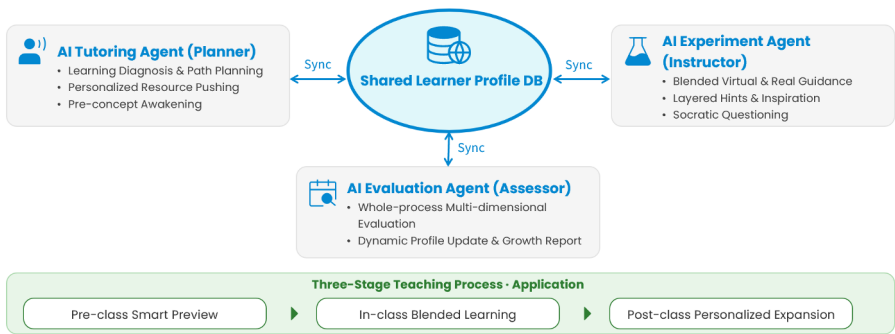 AI Tutoring Agent (Planner)
• Learning Diagnosis & Path Planning
• Personalized Resource Pushing
• Pre-concept Awakening
Sync
Shared Learner Profile DB
Sync
AI Experiment Agent
(Instructor)
• Blended Virtual & Real Guidance
• Layered Hints & Inspiration
• Socratic Questioning
Sync
AI Evaluation Agent (Assessor)
• Whole-process Multi-dimensional
Evaluation
• Dynamic Profile Update & Growth Report
Three-Stage Teaching Process · Application
Pre-class Smart Preview
In-class Blended Learning
Post-class Personalized Expansion